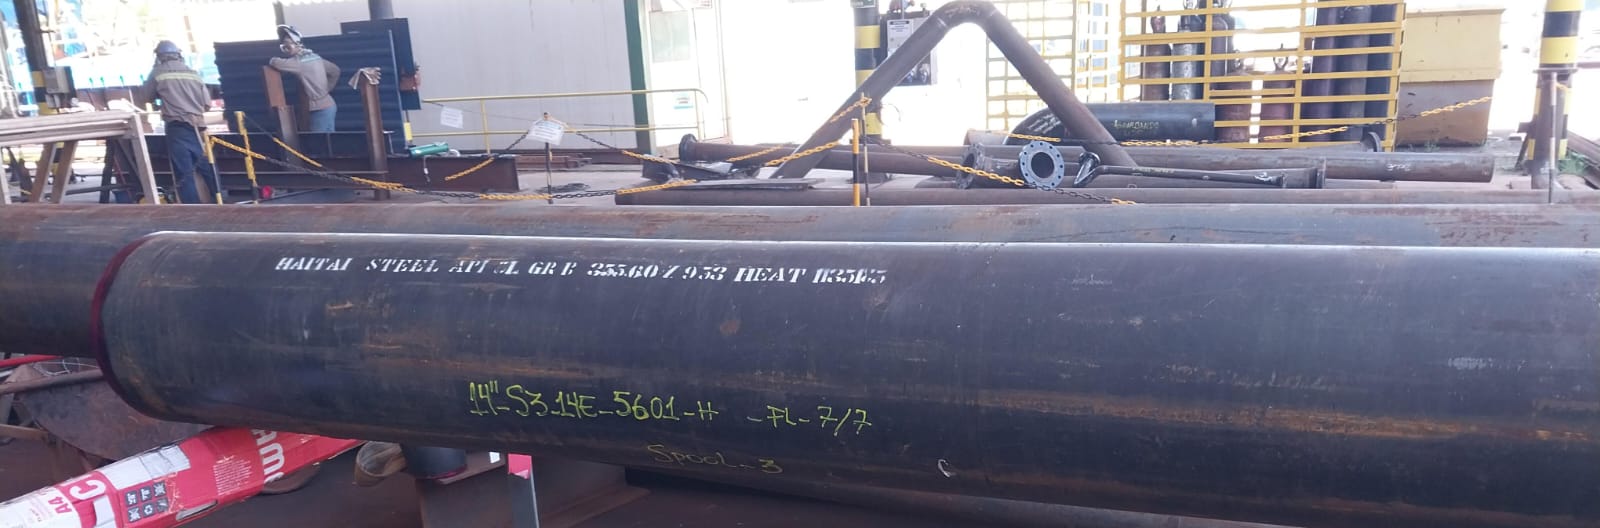 HAITAI STEEL API 5L GR B 355.60 X 9.53 HEAT
14"-S3-14E-5601-H -FL-7/7
Spool-3